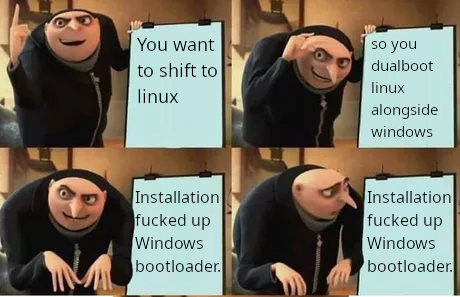 You want
to shift to
linux
so you
dualboot
linux
alongside
windows
Installation
fucked up
Windows
bootloader.
Installation
fucked up
Windows
bootloader.